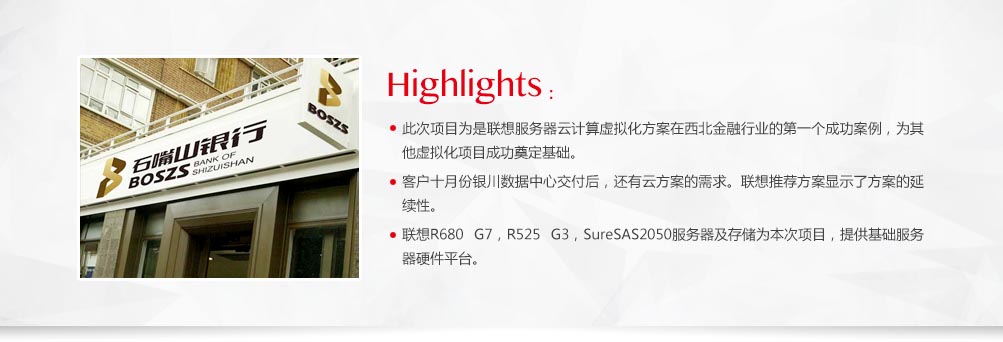 BOSZS
石嘴山银行
BOSZS BANK OF
SHIZUISHAN
Highlights：
此次项目为是联想服务器云计算虚拟化方案在西北金融行业的第一个成功案例，为其
他虚拟化项目成功奠定基础。
客户十月份银川数据中心交付后，还有云方案的需求。联想推荐方案显示了方案的延
续性。
联想R680 G7，R525 G3，SureSAS2050服务器及存储为本次项目，提供基础服务
器硬件平台。